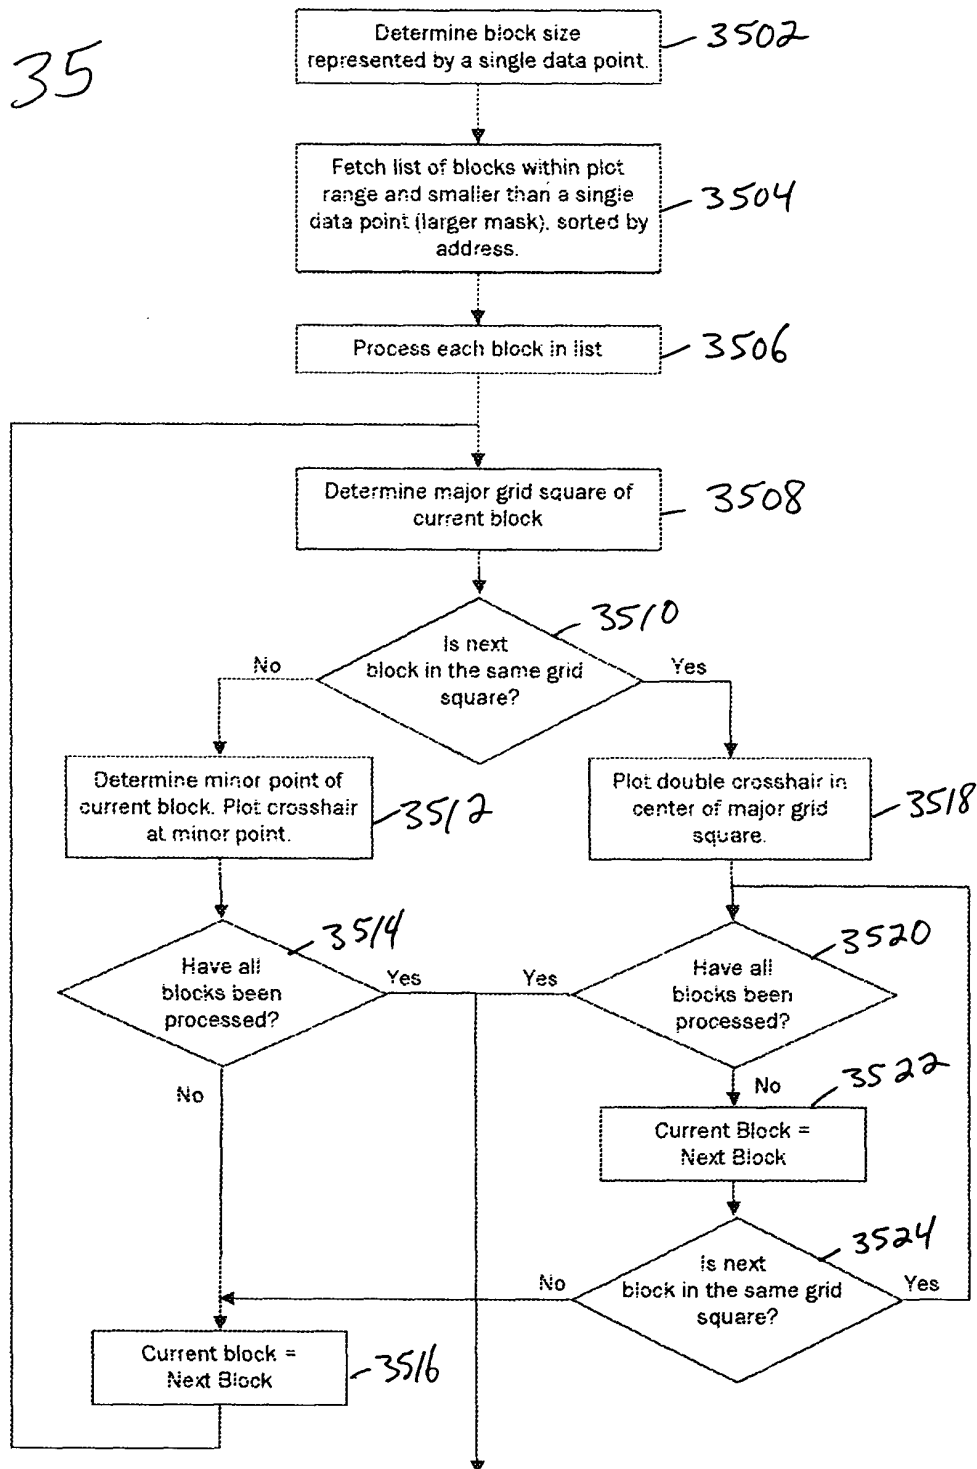 35
Determine block size
represented by a single data point.
3502
Fetch list of blocks within plot
range and smaller than a single
data point (larger mask), sorted by
address.
3504
Process each block in list
3506
Determine major grid square of
current block
3508
Is next
block in the same grid
square?
3510
No
Yes
Determine minor point of
current block. Plot crosshair
at minor point.
3512
Plot double crosshair in
center of major grid
square.
3518
Have all
blocks been
processed?
3514
Yes
No
Yes
Have all
blocks been
processed?
3520
No
Current Block =
Next Block
3522
Is next
block in the same grid
square?
3524
No
Yes
Current block =
Next Block
3516